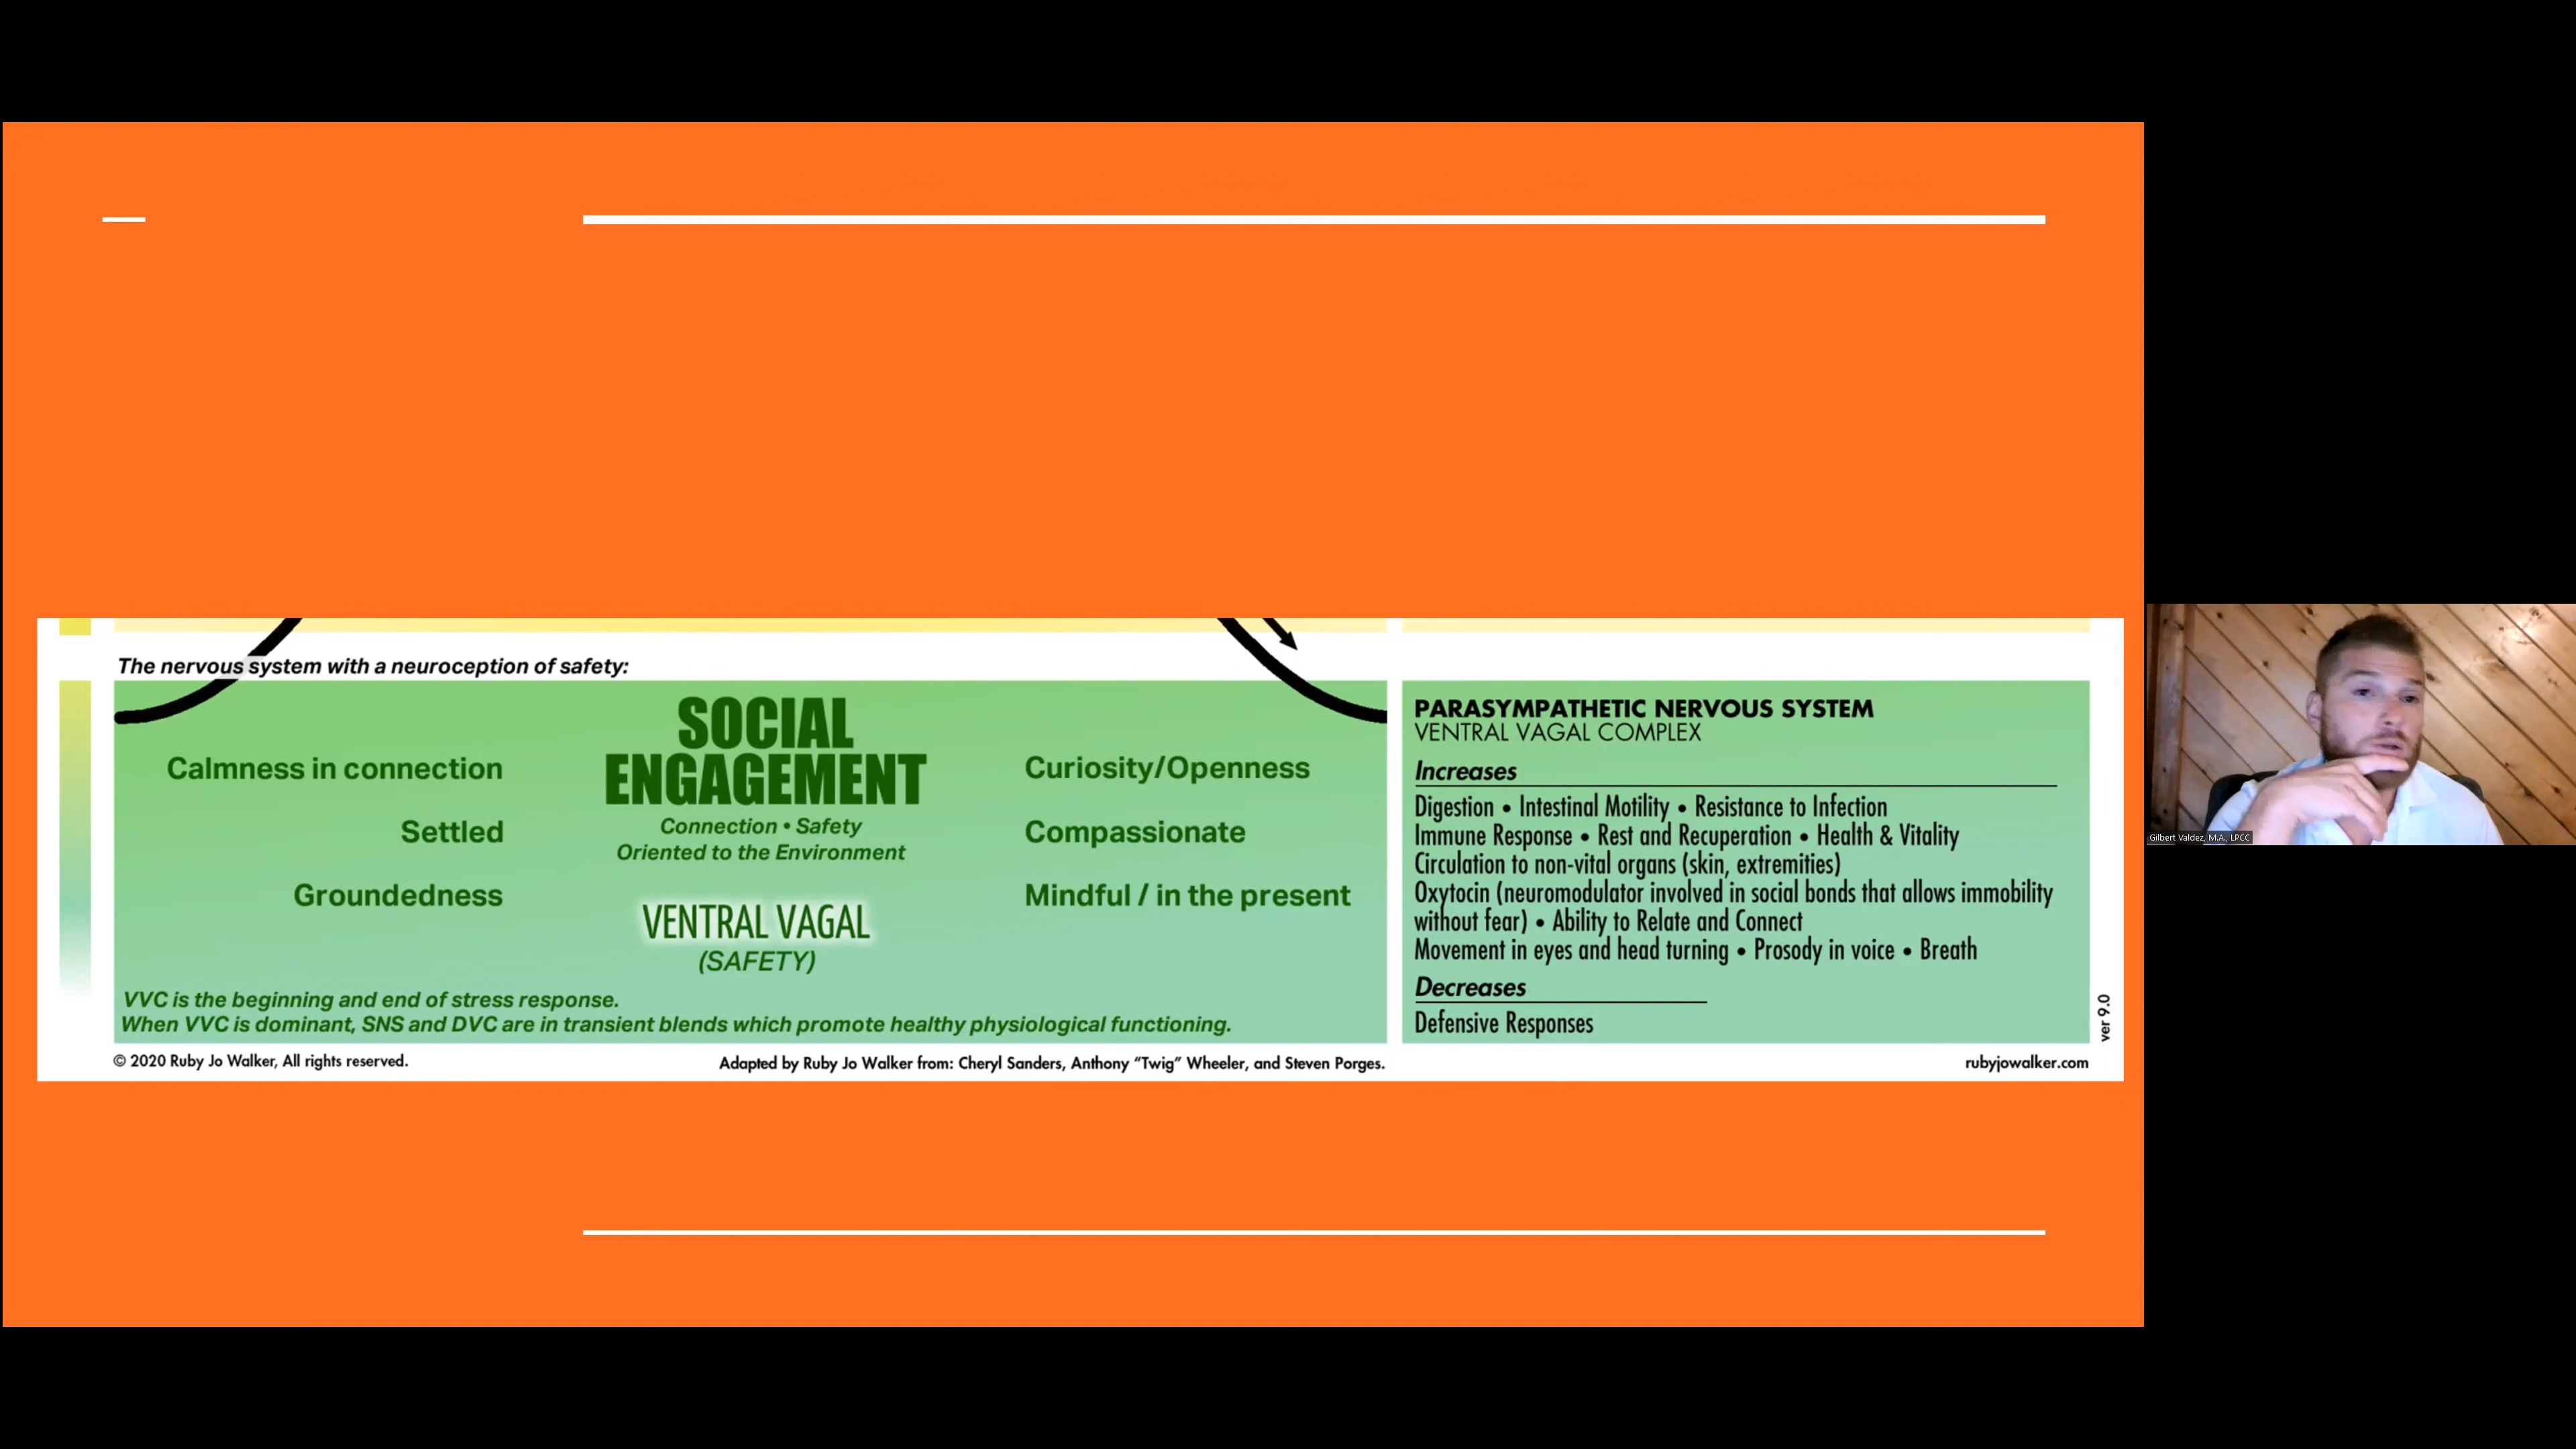 The nervous system with a neuroception of safety:
SOCIAL
ENGAGEMENT
Connection • Safety
Oriented to the Environment
VENTRAL VAGAL
(SAFETY)
Calmness in connection
Settled
Groundedness
Curiosity/Openness
Compassionate
Mindful / in the present
VVC is the beginning and end of stress response.
When VVC is dominant, SNS and DVC are in transient blends which promote healthy physiological functioning.
PARASYMPATHETIC NERVOUS SYSTEM
VENTRAL VAGAL COMPLEX
Increases
Digestion • Intestinal Motility • Resistance to Infection
Immune Response • Rest and Recuperation • Health & Vitality
Circulation to non-vital organs (skin, extremities)
Oxytocin (neuromodulator involved in social bonds that allows immobility
without fear) • Ability to Relate and Connect
Movement in eyes and head turning • Prosody in voice • Breath
Decreases
Defensive Responses
ver 9.0
© 2020 Ruby Jo Walker, All rights reserved.
Adapted by Ruby Jo Walker from: Cheryl Sanders, Anthony “Twig” Wheeler, and Steven Porges.
rubyjowalker.com
Gilbert Valdez, M.A., LPCC